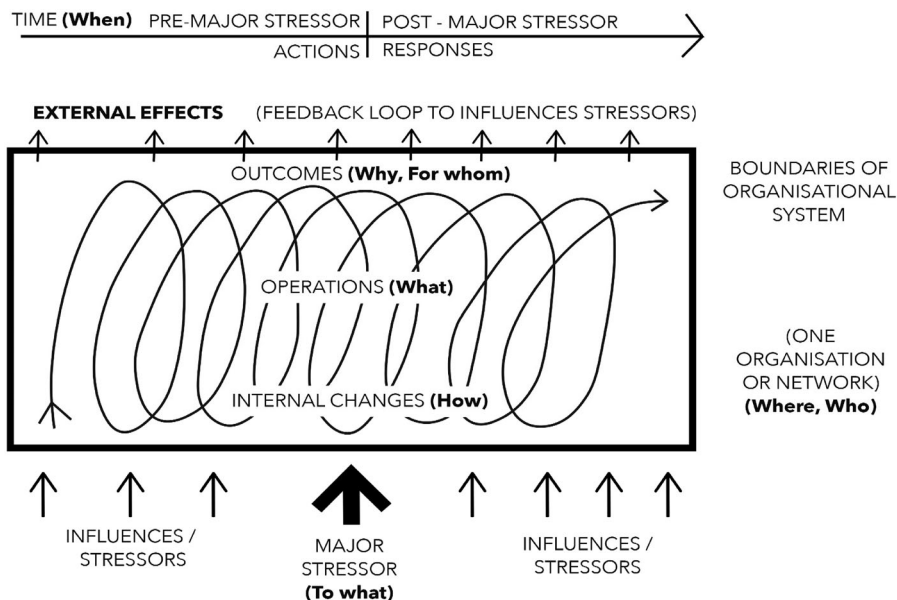 TIME (When) PRE-MAJOR STRESSOR POST - MAJOR STRESSOR
ACTIONS RESPONSES
EXTERNAL EFFECTS (FEEDBACK LOOP TO INFLUENCES STRESSORS)
OUTCOMES (Why, For whom)
BOUNDARIES OF
ORGANISATIONAL
SYSTEM
OPERATIONS (What)
(ONE
ORGANISATION
OR NETWORK)
(Where, Who)
INTERNAL CHANGES (How)
INFLUENCES /
STRESSORS
MAJOR
STRESSOR
(To what)
INFLUENCES /
STRESSORS